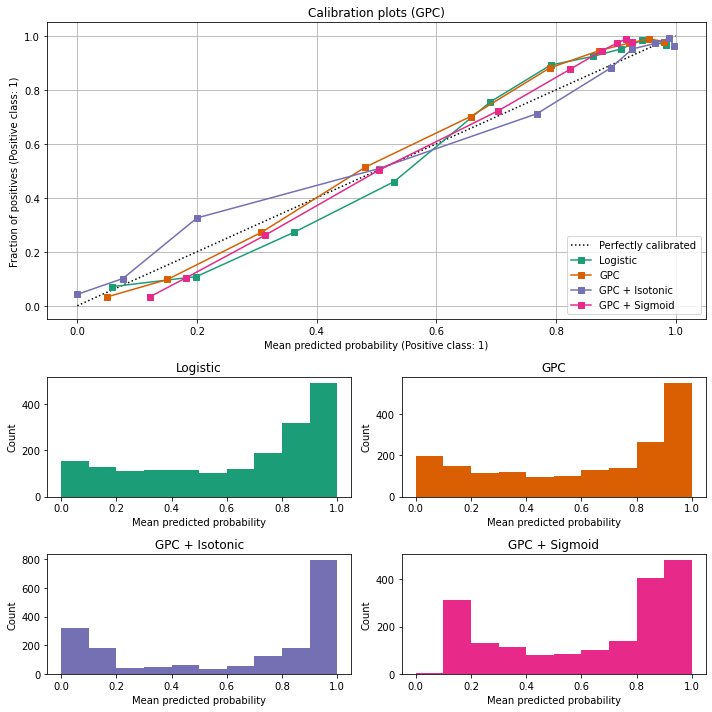 Calibration plots (GPC)
Fraction of positives (Positive class: 1)
1.0
0.8
0.6
0.4
0.2
0.0
Perfectly calibrated
Logistic
GPC
GPC + Isotonic
GPC + Sigmoid
0.0 0.2 0.4 0.6 0.8 1.0
Mean predicted probability (Positive class: 1)
Logistic
Count
400
200
0
0.0 0.2 0.4 0.6 0.8 1.0
Mean predicted probability
GPC
Count
400
200
0
0.0 0.2 0.4 0.6 0.8 1.0
Mean predicted probability
GPC + Isotonic
Count
800
600
400
200
0
0.0 0.2 0.4 0.6 0.8 1.0
Mean predicted probability
GPC + Sigmoid
Count
400
200
0
0.0 0.2 0.4 0.6 0.8 1.0
Mean predicted probability